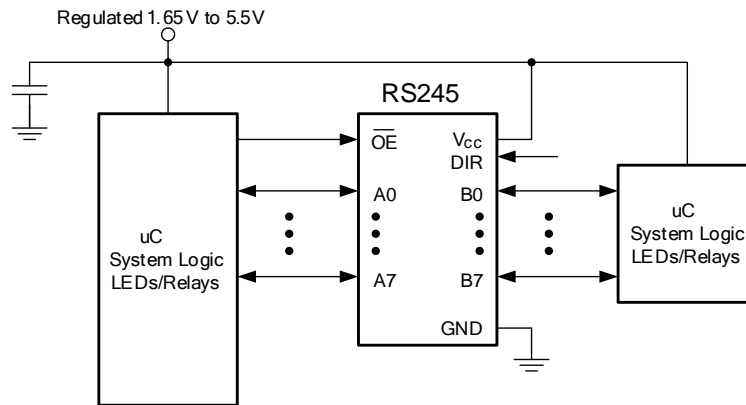 Regulated 1.65V to 5.5V
RS245
OE
VCC
DIR
A0
B0
uC
System Logic
LEDs/Relays
uC
System Logic
LEDs/Relays
A7
B7
GND